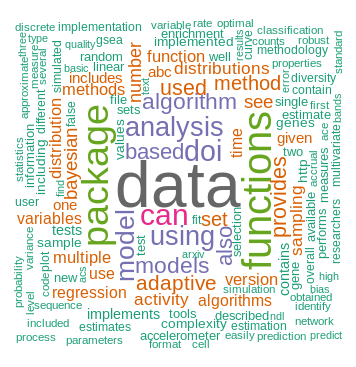 discrete implementation variable rate optimal
type gsea enrichment results classification
three several quality random implemented curve counts robust
basic linear function well methodology
approximate measure simulated includes abc distributions error diversity properties
methods number text contain standard
different file algorithm see single first bands
information including distribution false sets used method estimate
bayesian values analysis genes ace
statistics one based doi time given two multivariate
user package data functions provides http measures
variables can fit set sampling available performs accrual
tests model using also selection contains overall researchers
find sample test arxiv
variance codeplot multiple models version gene bias high
probability new acs use adaptive simulation obtained
level regression activity algorithms identify
sequence implements tools described ndl network
included estimates complexity estimation
process parameters accelerometer easily prediction predict
format cell